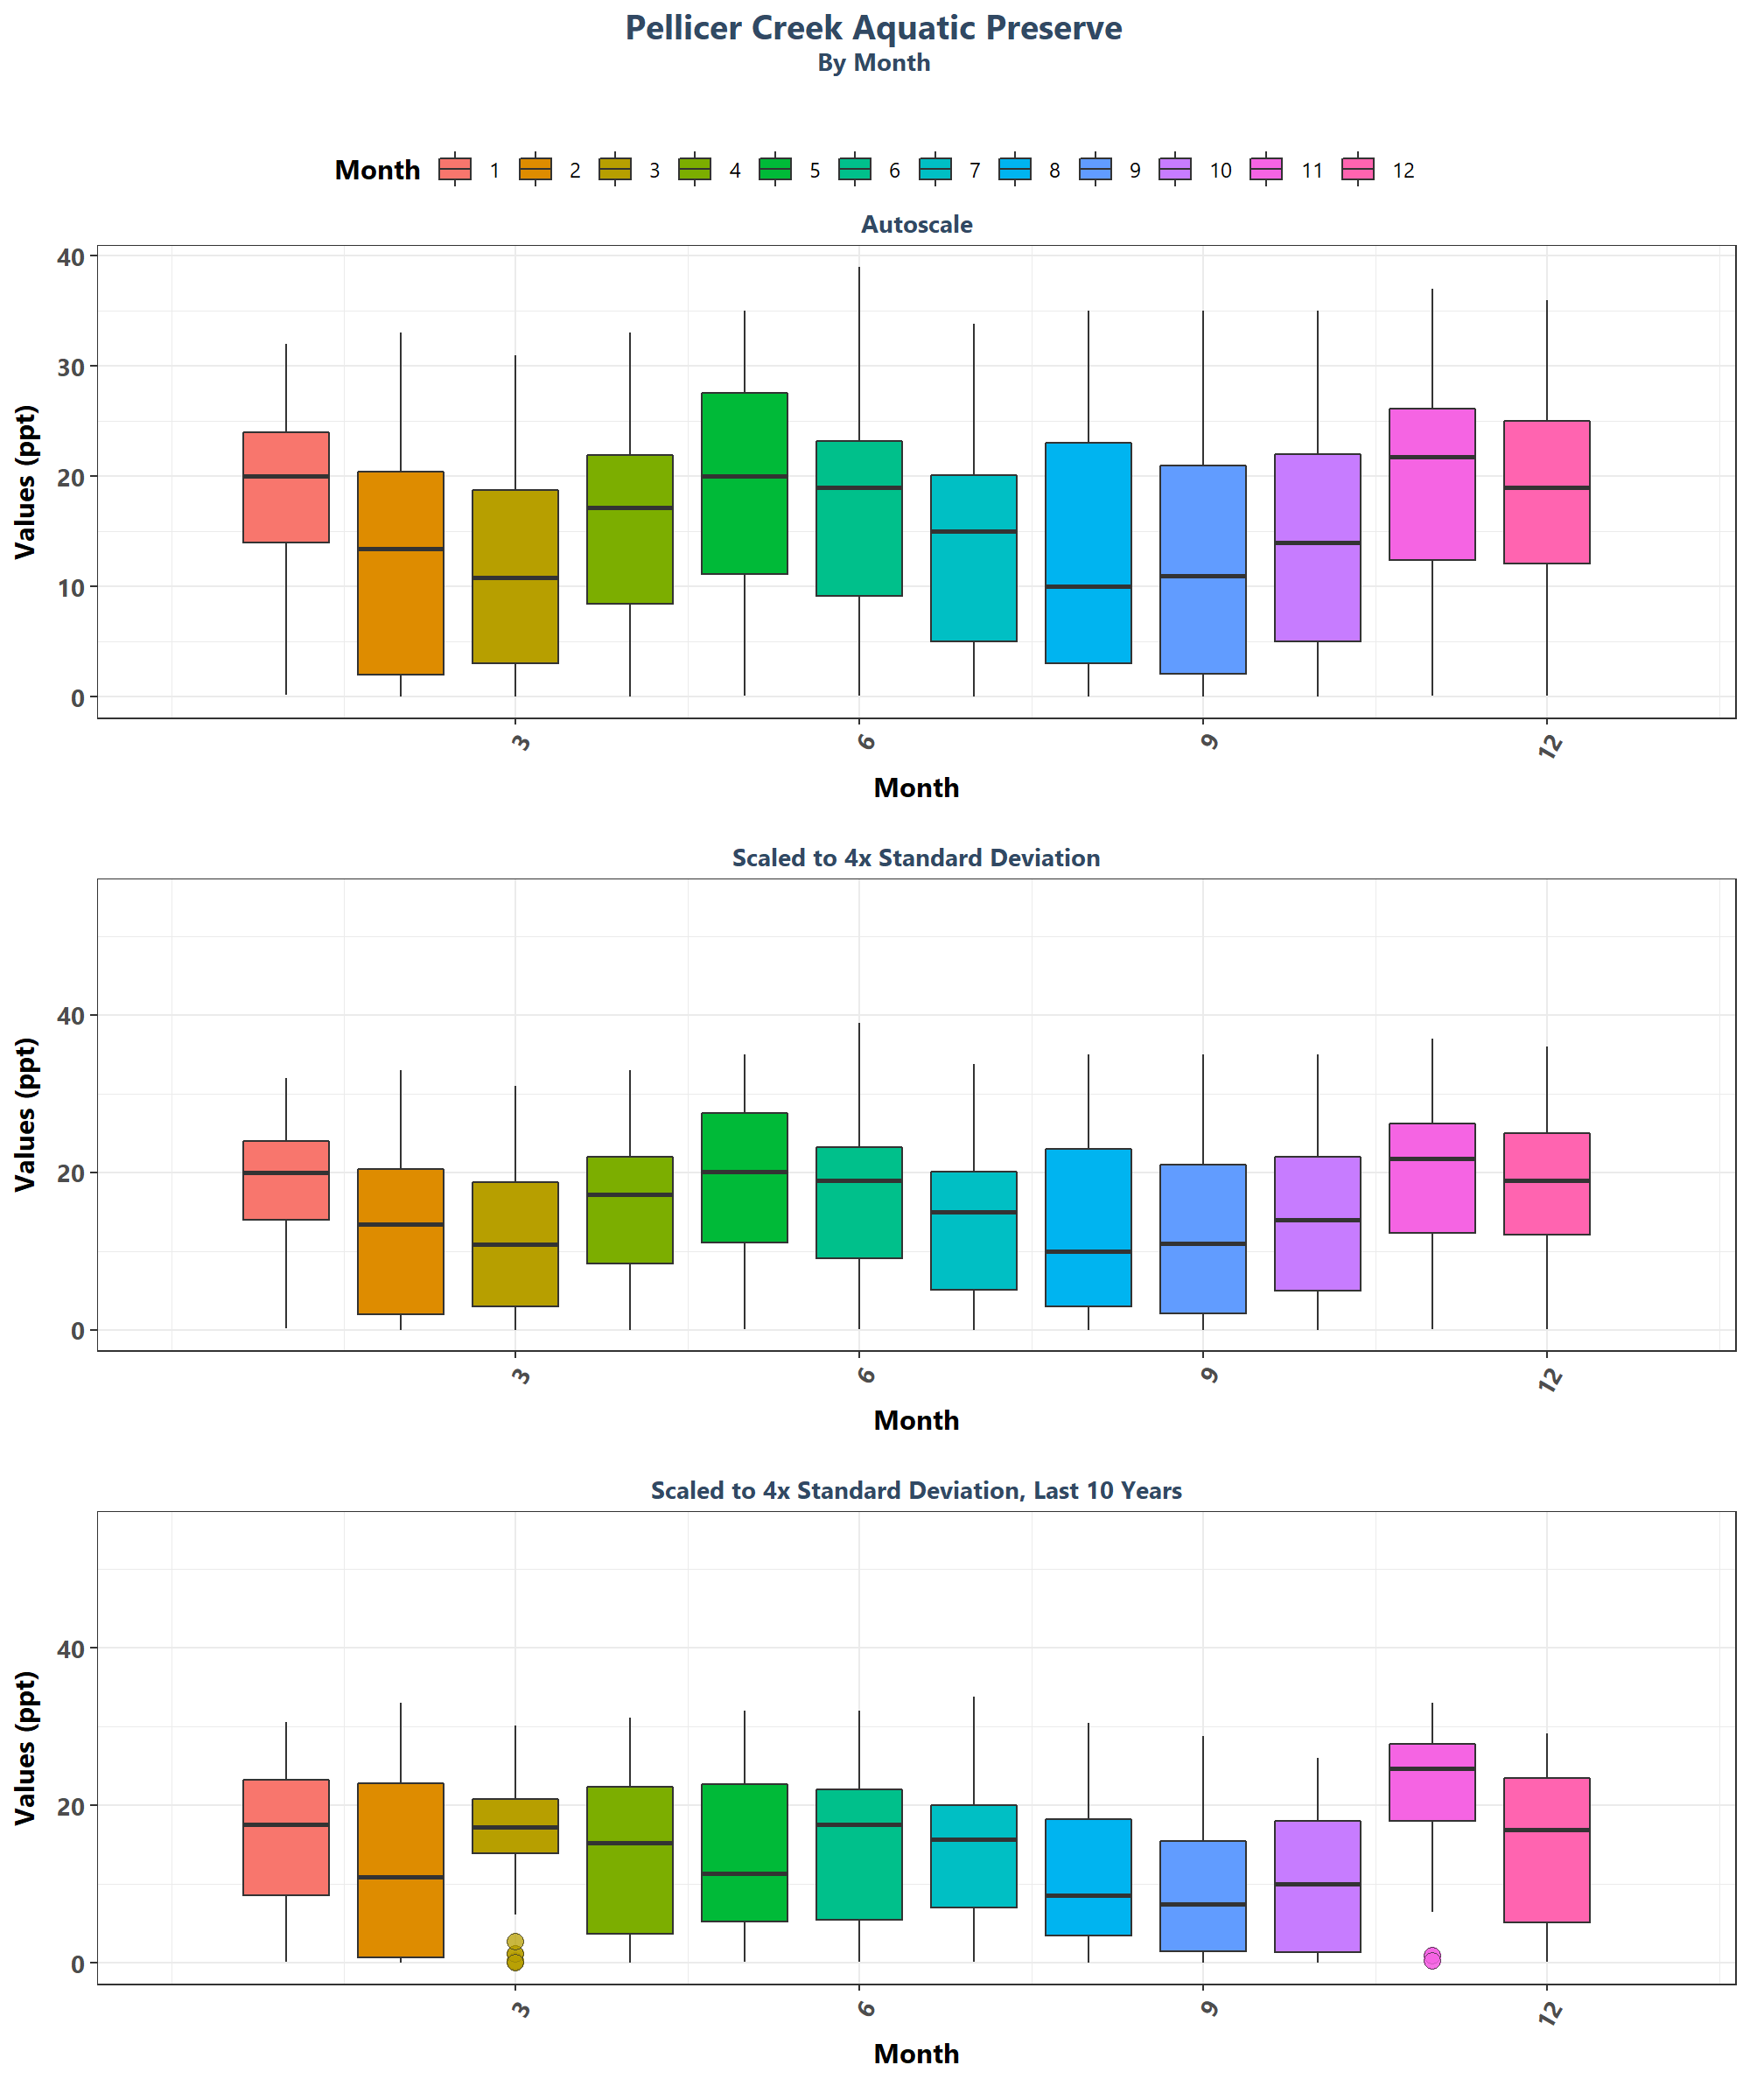 Pellicer Creek Aquatic Preserve
By Month
Month 1 2 3 4 5 6 7 8 9 10 11 12
Autoscale
Values (ppt)
40
30
20
10
0
3 6 9 12
Month
Scaled to 4x Standard Deviation
Values (ppt)
40
20
0
3 6 9 12
Month
Scaled to 4x Standard Deviation, Last 10 Years
Values (ppt)
40
20
0
3 6 9 12
Month